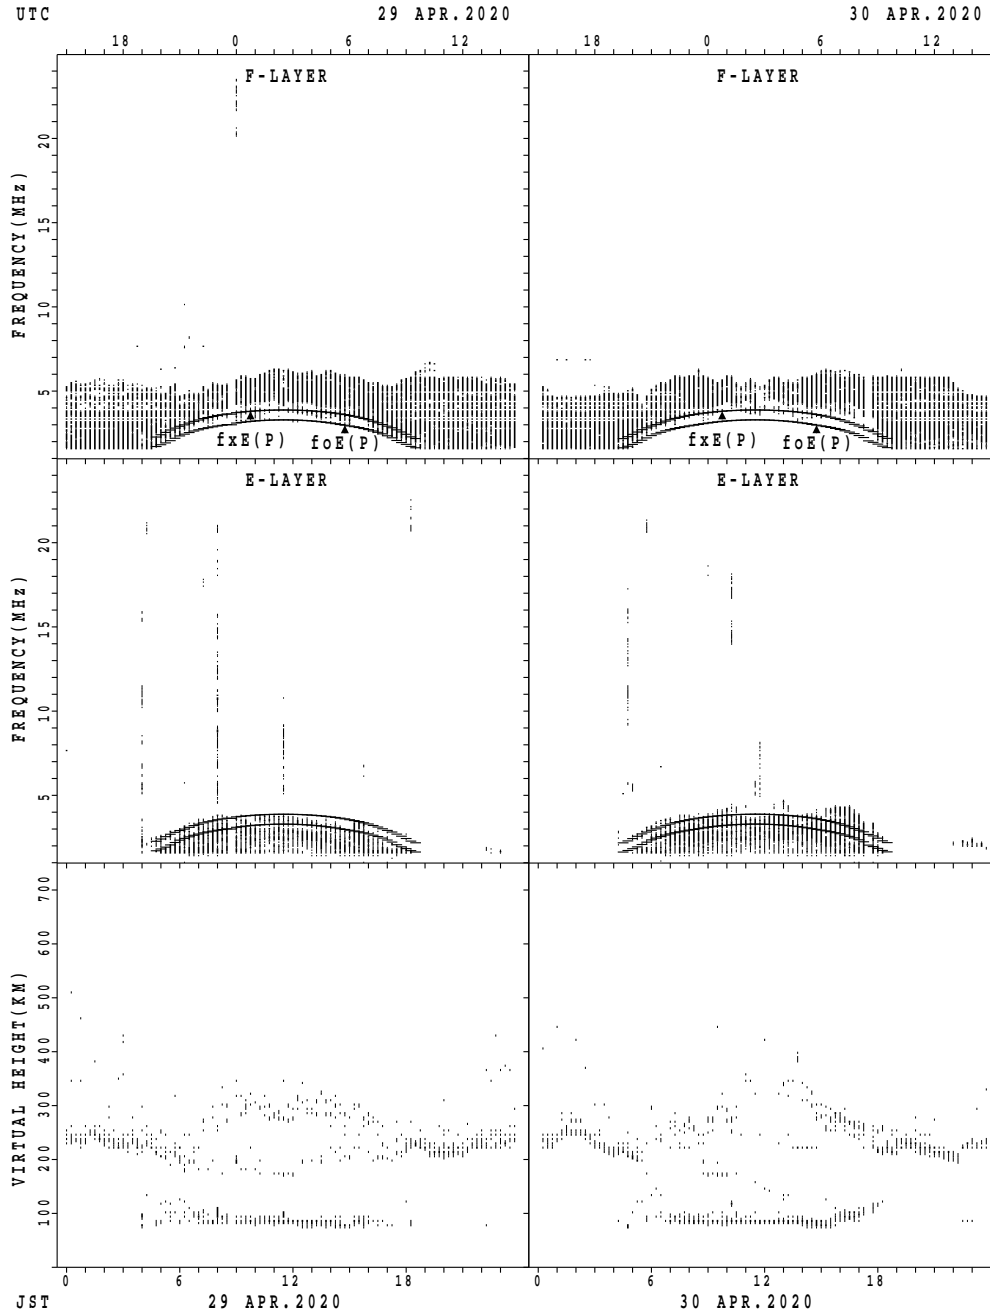 UTC 29 APR.2020 30 APR.2020
18 0 6 12 18 0 6 12
F-LAYER F-LAYER
FREQUENCY(MHz)
20
15
10
5
fxE(P) foE(P) fxE(P) foE(P)
E-LAYER E-LAYER
FREQUENCY(MHz)
20
15
10
5
VIRTUAL HEIGHT(KM)
700
600
500
400
300
200
100
0 6 12 18 0 6 12 18
JST 29 APR.2020 30 APR.2020